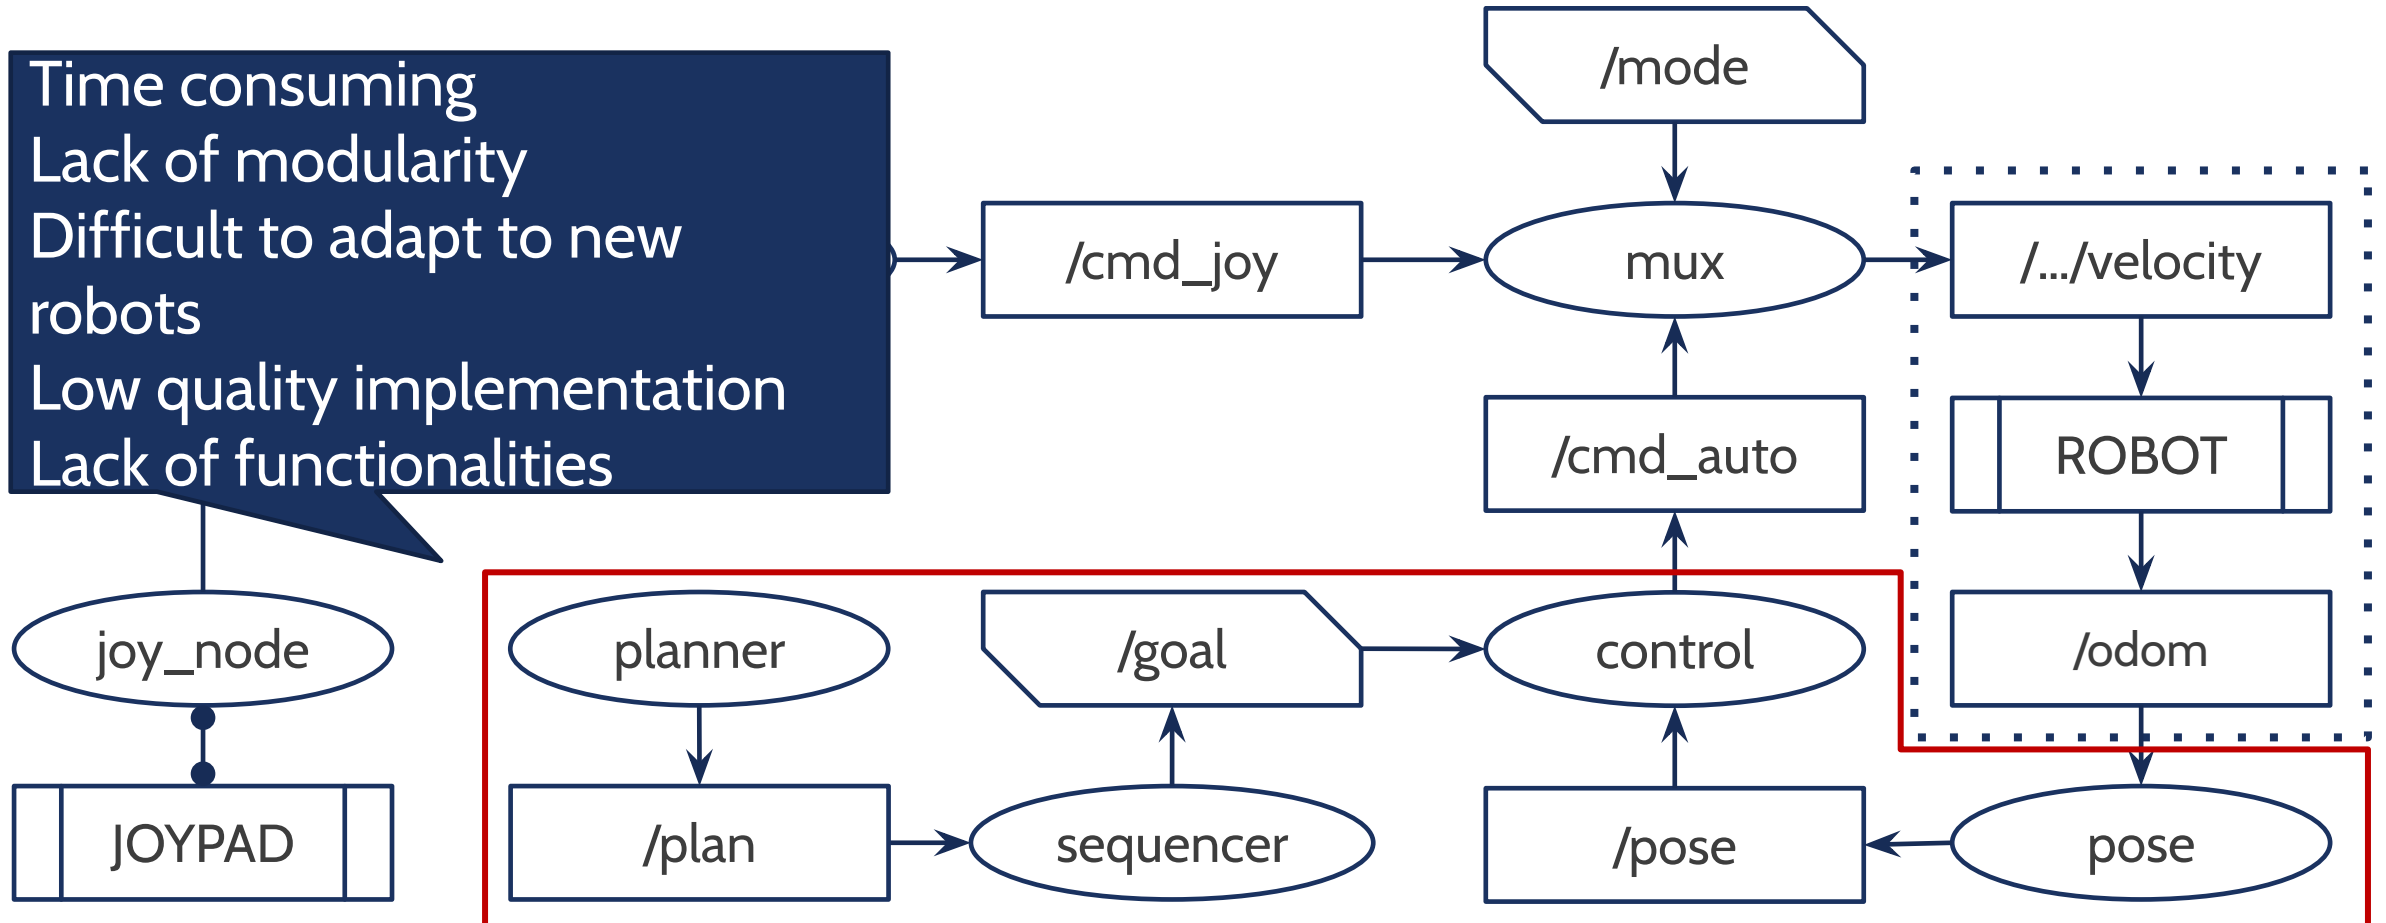 Time consuming
Lack of modularity
Difficult to adapt to new
robots
Low quality implementation
Lack of functionalities
/mode
/cmd_joy
mux
/.../velocity
/cmd_auto
ROBOT
joy_node
planner
/goal
control
/odom
JOYPAD
/plan
sequencer
/pose
pose